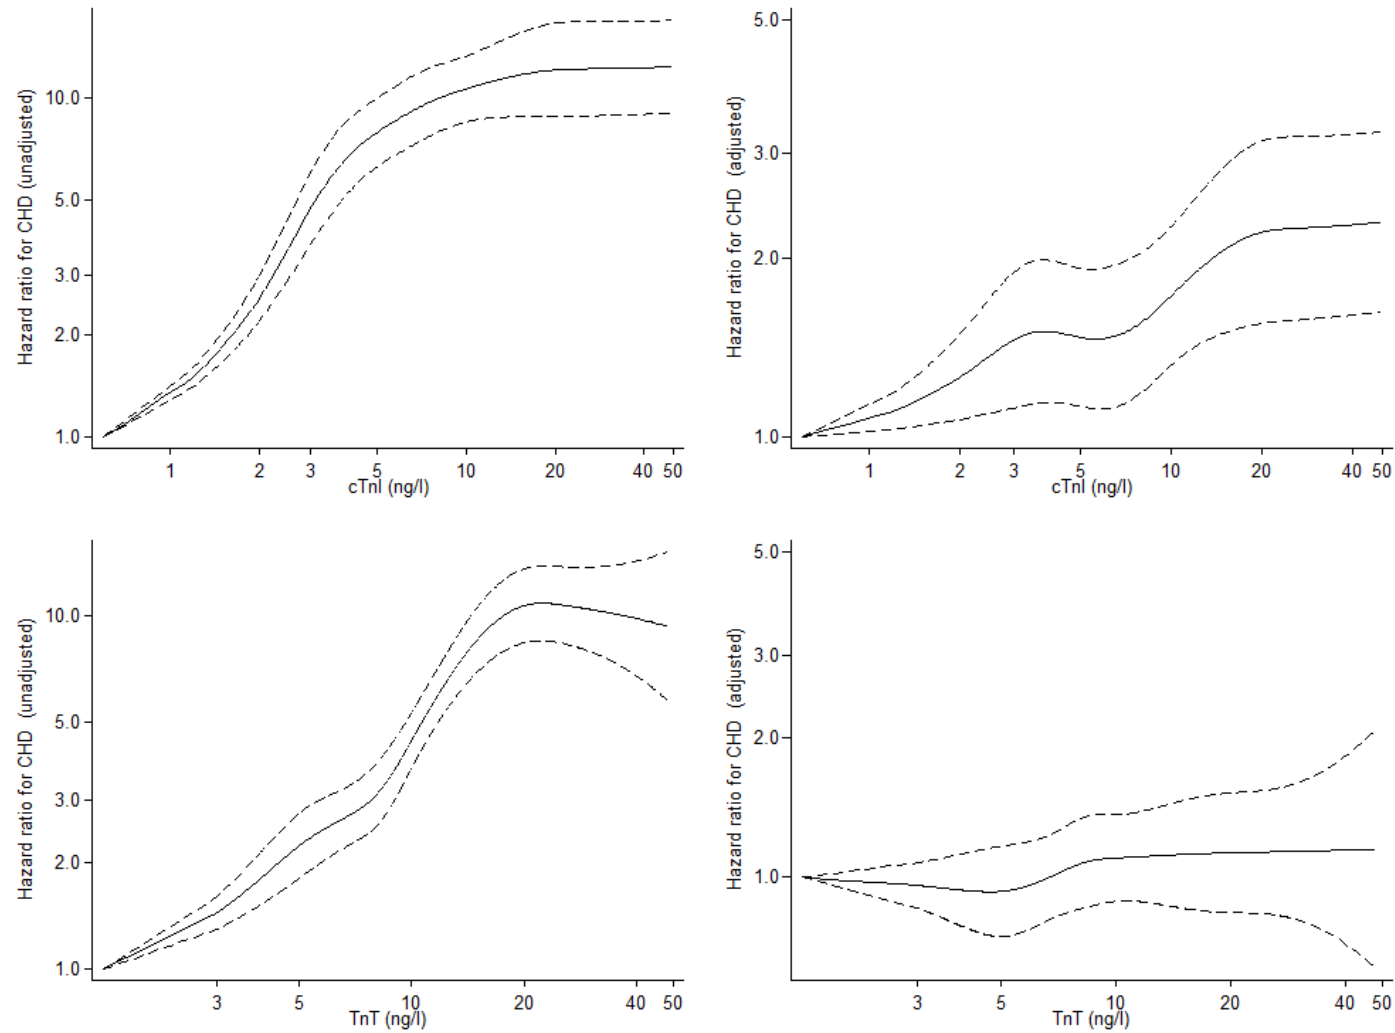 Hazard ratio for CHD (unadjusted)
10.0
5.0
3.0
2.0
1.0
1 2 3 5 10 20 40 50
cTnI (ng/l)
Hazard ratio for CHD (adjusted)
5.0
3.0
2.0
1.0
1 2 3 5 10 20 40 50
cTnI (ng/l)
Hazard ratio for CHD (unadjusted)
10.0
5.0
3.0
2.0
1.0
3 5 10 20 40 50
TnT (ng/l)
Hazard ratio for CHD (adjusted)
5.0
3.0
2.0
1.0
3 5 10 20 40 50
TnT (ng/l)